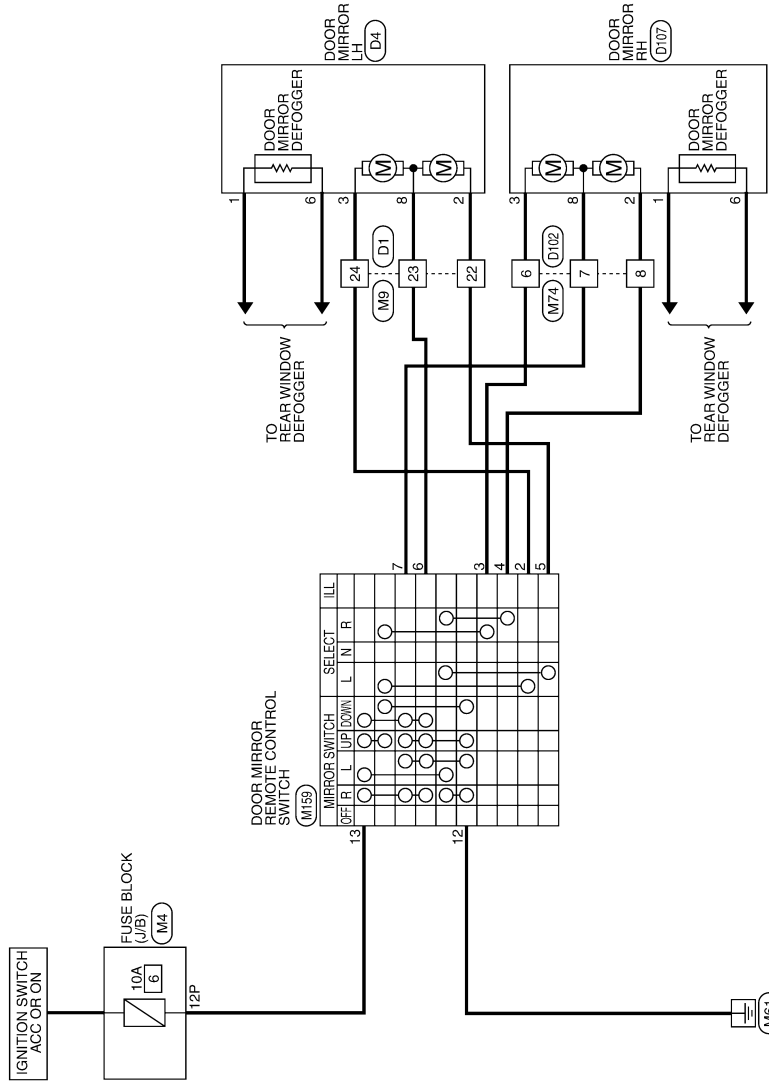 DOOR
MIRROR
LH
D4
DOOR
MIRROR
RH
D107
DOOR
MIRROR
DEFOGGER
DOOR
MIRROR
DEFOGGER
M
M
M
M
1
6
3
8
2
3
8
2
1
6
24
23
22
D1
M9
6
7
8
D102
M74
TO
REAR WINDOW
DEFOGGER
TO
REAR WINDOW
DEFOGGER
7
6
3
4
2
5
DOOR MIRROR
REMOTE CONTROL
SWITCH
M159
MIRROR SWITCH
SELECT
ILL
OFF
R
L
UP
DOWN
L
N
R
13
12
FUSE BLOCK
(J/B)
M4
10A
6
12P
IGNITION SWITCH
ACC OR ON
M61